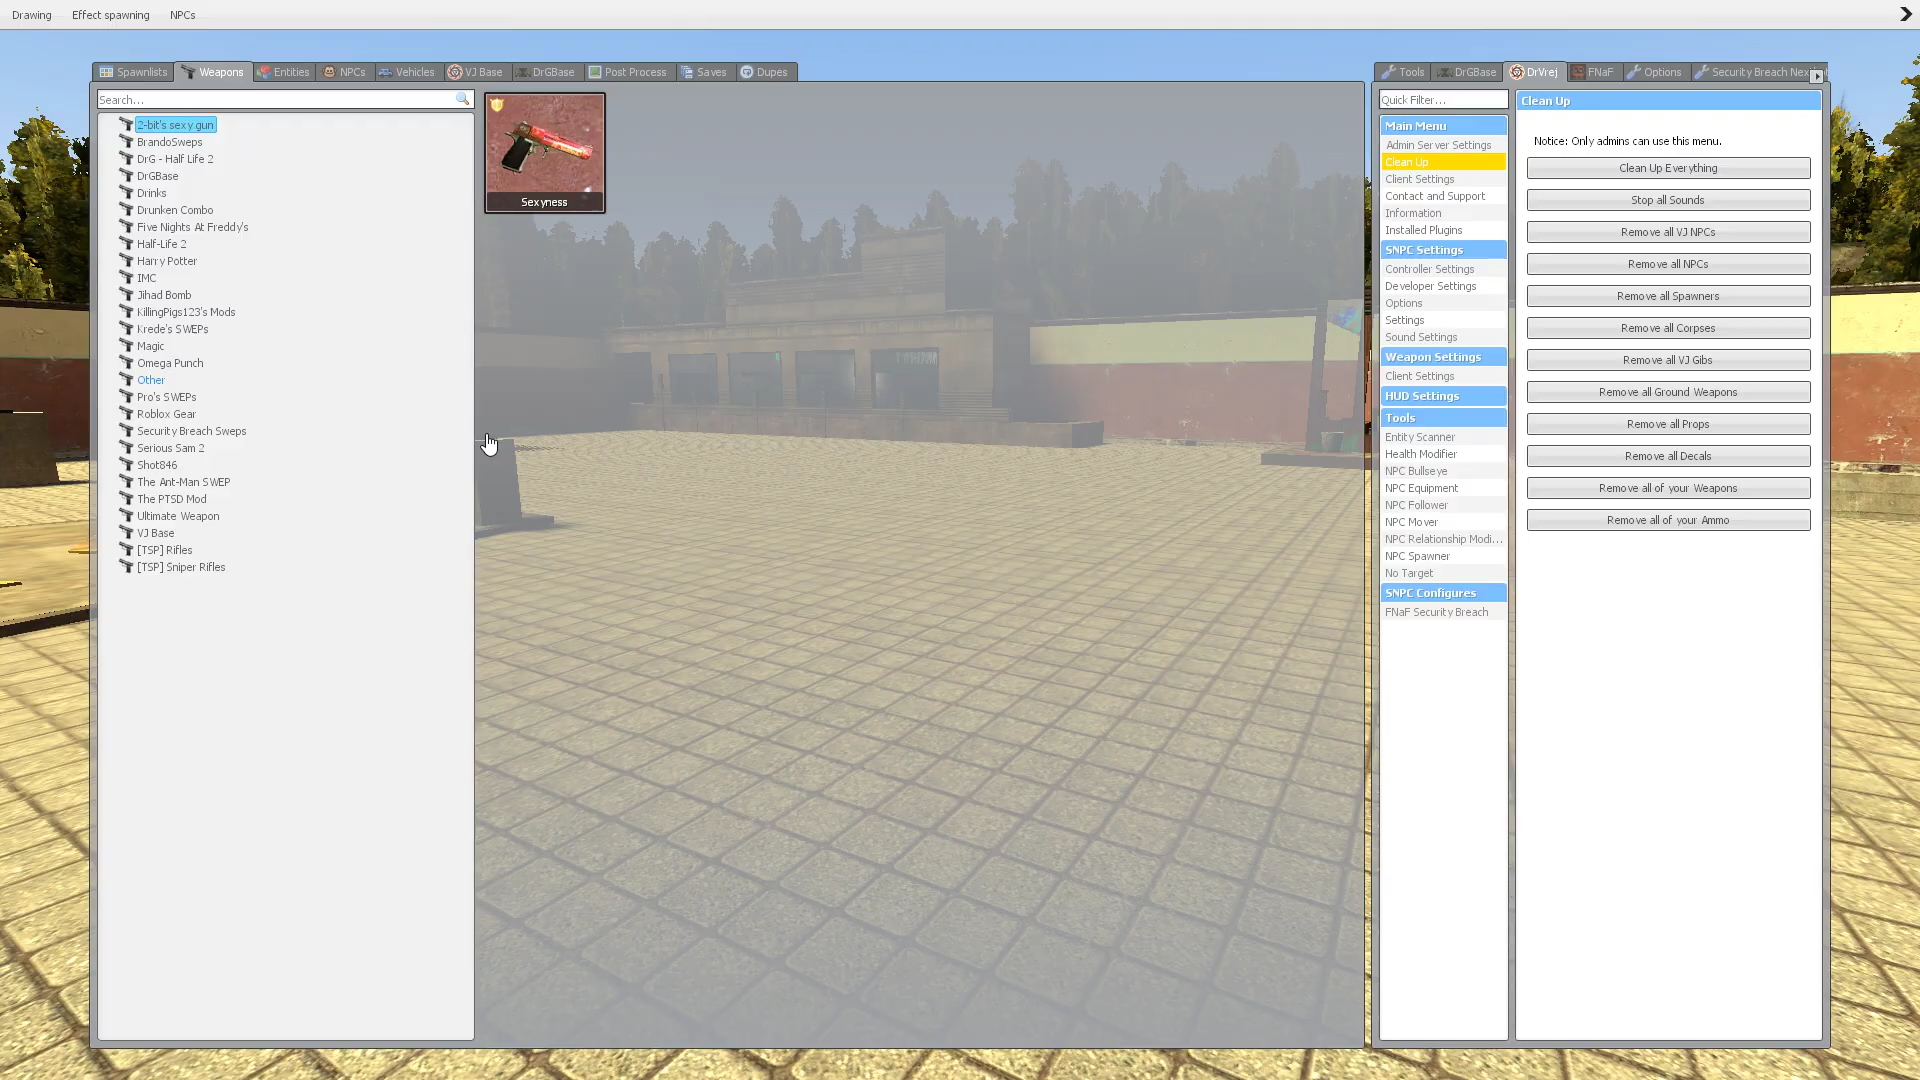 Drawing Effect spawning NPCs
Spawnlists Weapons Entities NPCs Vehicles VJ Base DrGBase Post Process Saves Dupes
Search...
2-bit's sexy gun
BrandoSweps
DrG - Half Life 2
DrGBase
Drinks
Drunken Combo
Five Nights At Freddy's
Half-Life 2
Harry Potter
IMC
Jihad Bomb
KillingPigs123's Mods
Krede's SWEPs
Magic
Omega Punch
Other
Pro's SWEPs
Roblox Gear
Security Breach Sweps
Serious Sam 2
Shot846
The Ant-Man SWEP
The PTSD Mod
Ultimate Weapon
VJ Base
[TSP] Rifles
[TSP] Sniper Rifles
Sexyness
Tools DrGBase DrVrej FNaF Options Security Breach
Quick Filter...
Main Menu
Admin Server Settings
Clean Up
Client Settings
Contact and Support
Information
Installed Plugins
SNPC Settings
Controller Settings
Developer Settings
Options
Settings
Sound Settings
Weapon Settings
Client Settings
HUD Settings
Tools
Entity Scanner
Health Modifier
NPC Bullseye
NPC Equipment
NPC Follower
NPC Mover
NPC Relationship Modi...
NPC Spawner
No Target
SNPC Configures
FNaF Security Breach
Clean Up
Notice: Only admins can use this menu.
Clean Up Everything
Stop all Sounds
Remove all VJ NPCs
Remove all NPCs
Remove all Spawners
Remove all Corpses
Remove all VJ Gibs
Remove all Ground Weapons
Remove all Props
Remove all Decals
Remove all of your Weapons
Remove all of your Ammo